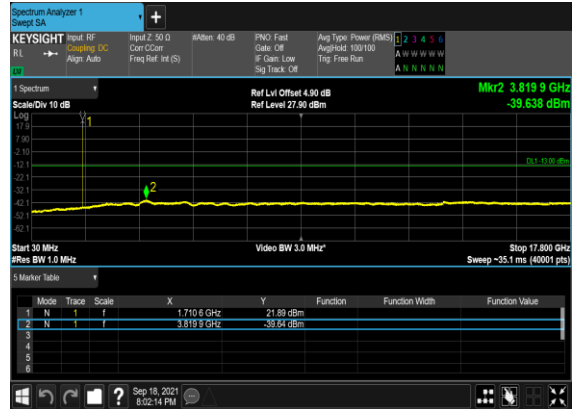 Spectrum Analyzer 1
Swept SA
+
KEYSIGHT Input: RF Input Z: 50 Ω #Atten: 40 dB PNO: Fast Avg Type: Power (RMS) 1 2 3 4 5 6
RL Coupling: DC Corr CCorr Gate: Off Avg|Hold: 100/100 A W W W W W
Align: Auto Freq Ref: Int (S) IF Gain: Low Trig: Free Run
Sig Track: Off A N N N N N
1 Spectrum Ref Lvl Offset 4.90 dB Mkr2 3.819 9 GHz
Scale/Div 10 dB Ref Level 27.90 dBm -39.638 dBm
Log
17.9 1
7.90
-2.10
-12.1 DL1 -13.00 dBm
-22.1
-32.1 2
-42.1
-52.1
-62.1
Start 30 MHz Video BW 3.0 MHz* Stop 17.800 GHz
#Res BW 1.0 MHz Sweep ~35.1 ms (40001 pts)
5 Marker Table
Mode Trace Scale X Y Function Function Width Function Value
1 N 1 f 1.710 6 GHz 21.89 dBm
2 N 1 f 3.819 9 GHz -39.64 dBm
3
4
5
6
? Sep 18, 2021
8:02:14 PM